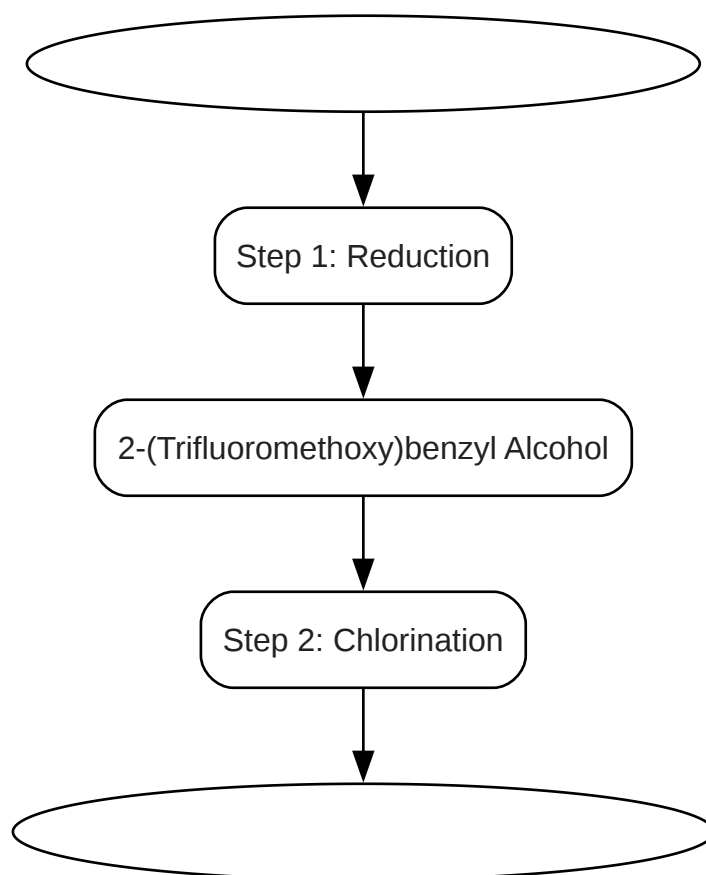 Step 1: Reduction
2-(Trifluoromethoxy)benzyl Alcohol
Step 2: Chlorination